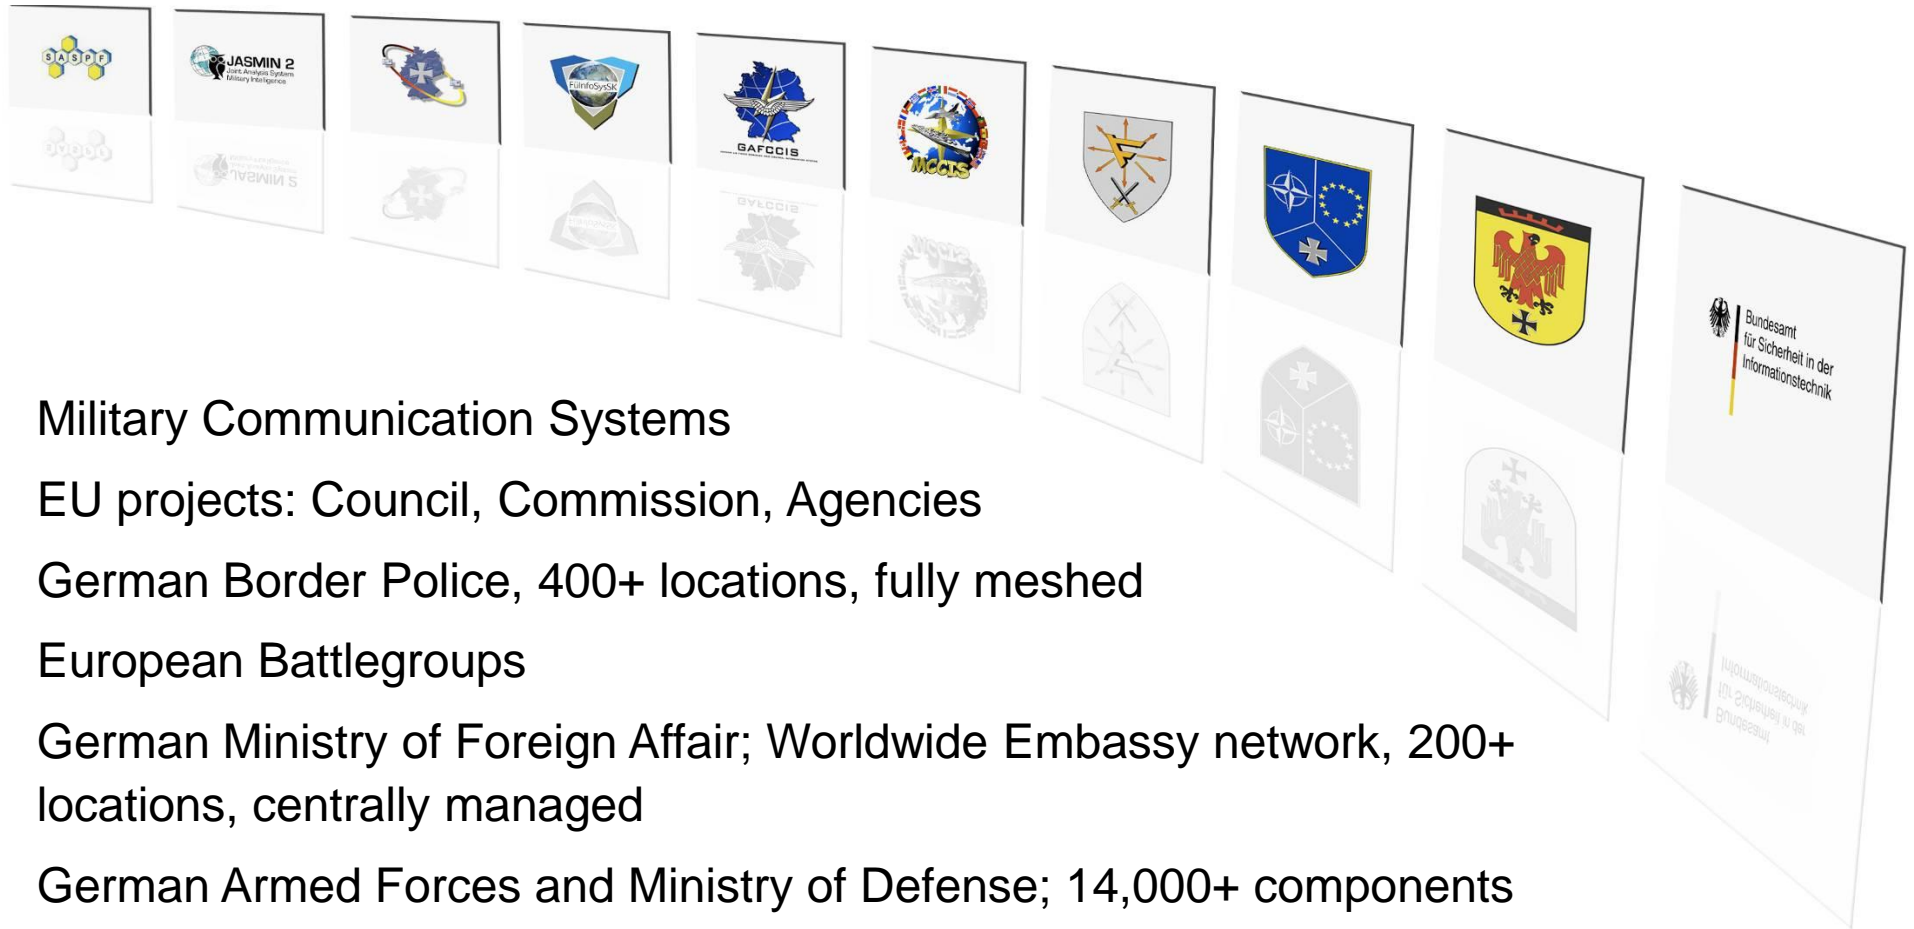 SASPF
JASMIN 2
Joint Analysis System
Military Intelligence
FüInfoSysSK
GAFCCIS
MCCIS
F
Bundesamt
für Sicherheit in der
Informationstechnik
Military Communication Systems
EU projects: Council, Commission, Agencies
German Border Police, 400+ locations, fully meshed
European Battlegroups
German Ministry of Foreign Affair; Worldwide Embassy network, 200+
locations, centrally managed
German Armed Forces and Ministry of Defense; 14,000+ components